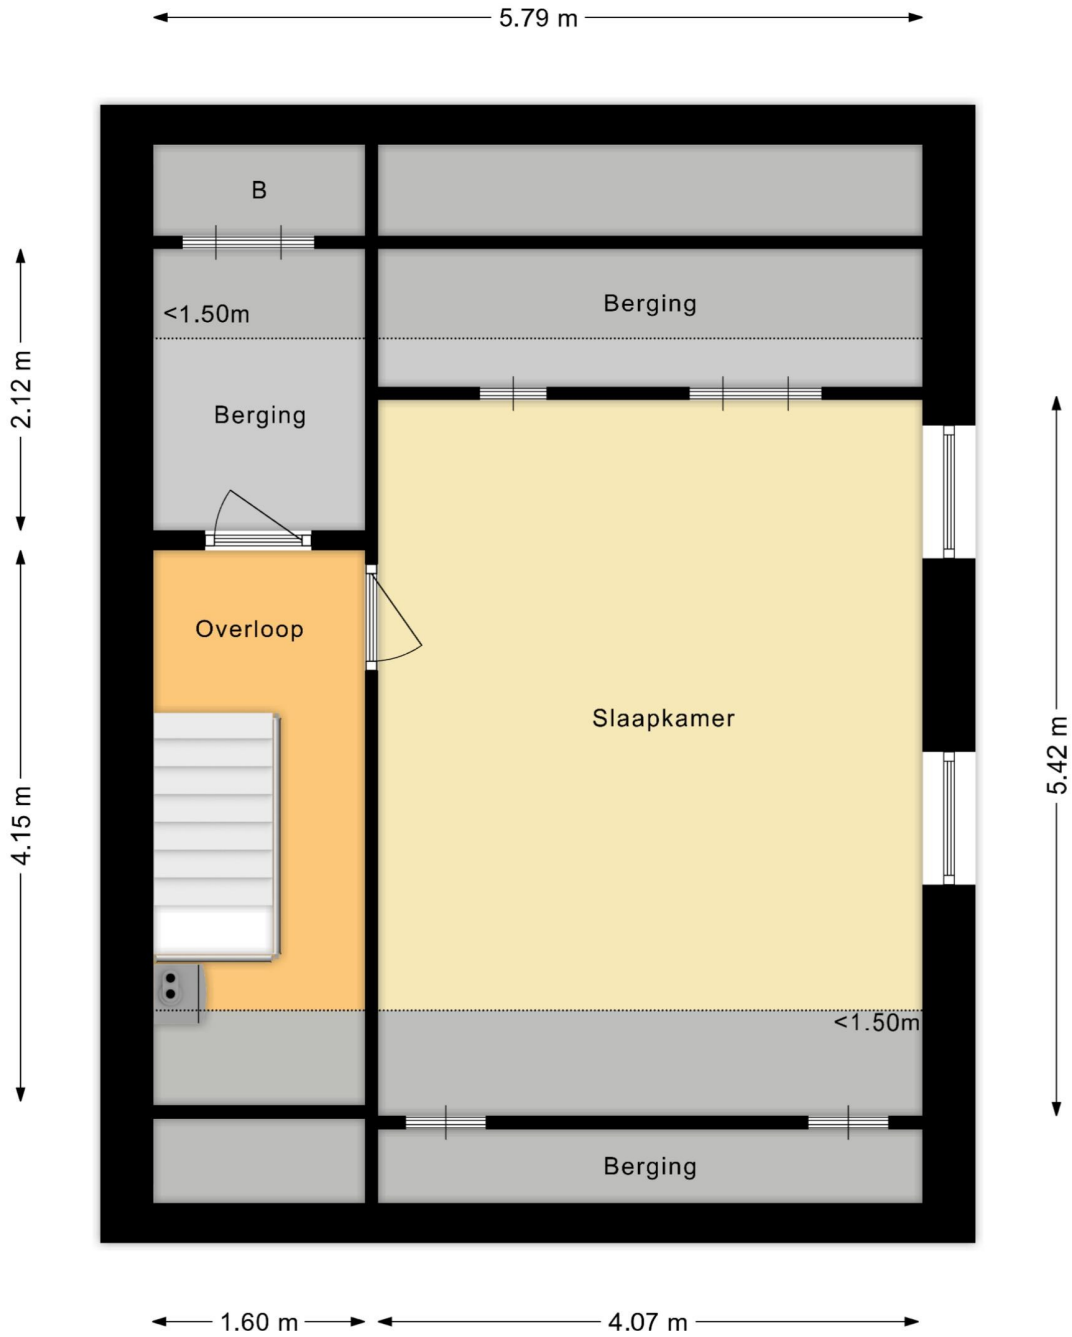 5.79 m
B
Berging
<1.50m
2.12 m
Berging
Overloop
Slaapkamer
5.42 m
4.15 m
<1.50m
Berging
1.60 m
4.07 m